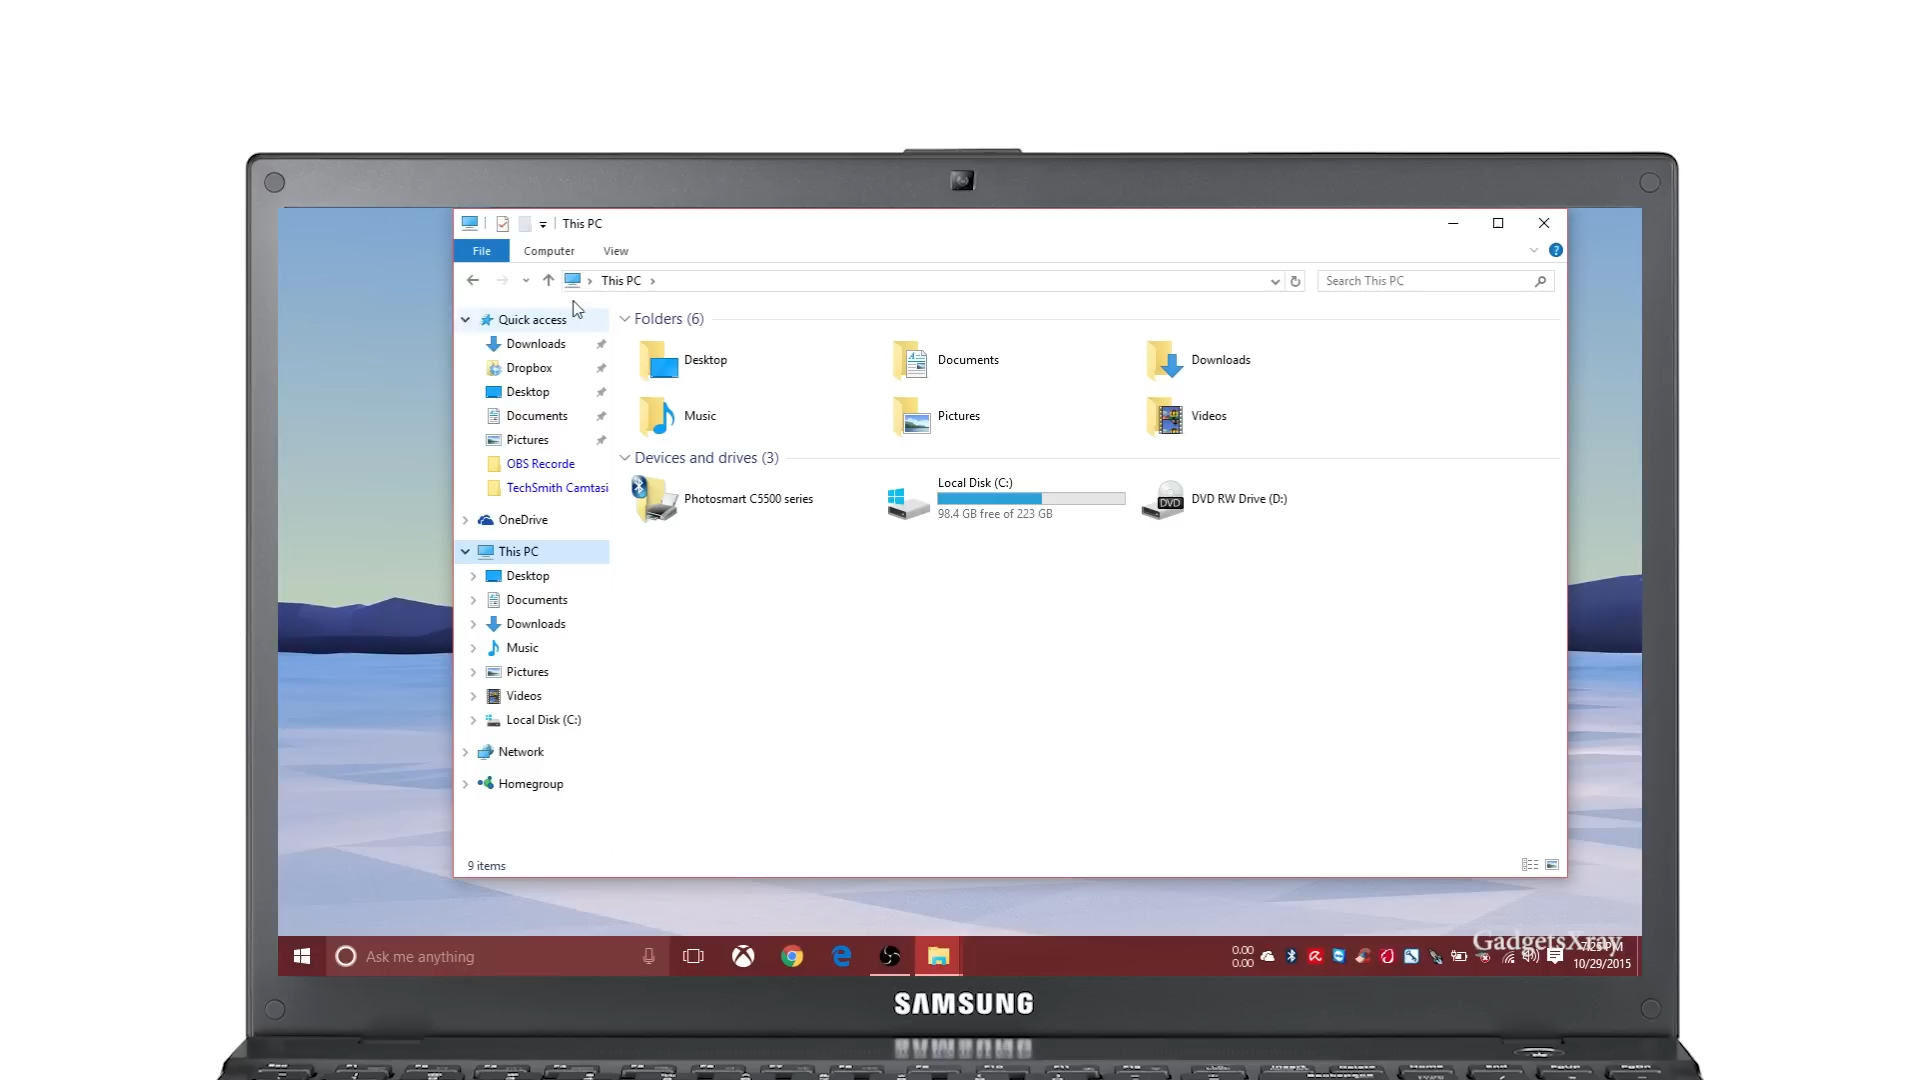 This PC
File Computer View
This PC
Search This PC
Quick access
Downloads
Dropbox
Desktop
Documents
Pictures
OBS Recorde
TechSmith Camtasi
OneDrive
This PC
Desktop
Documents
Downloads
Music
Pictures
Videos
Local Disk (C:)
Network
Homegroup
Folders (6)
Desktop
Documents
Downloads
Music
Pictures
Videos
Devices and drives (3)
Photosmart C5500 series
Local Disk (C:)
98.4 GB free of 223 GB
DVD RW Drive (D:)
DVD
9 items
Ask me anything
0.00
0.00
GadgetsXray
7:25 PM
10/29/2015
SAMSUNG